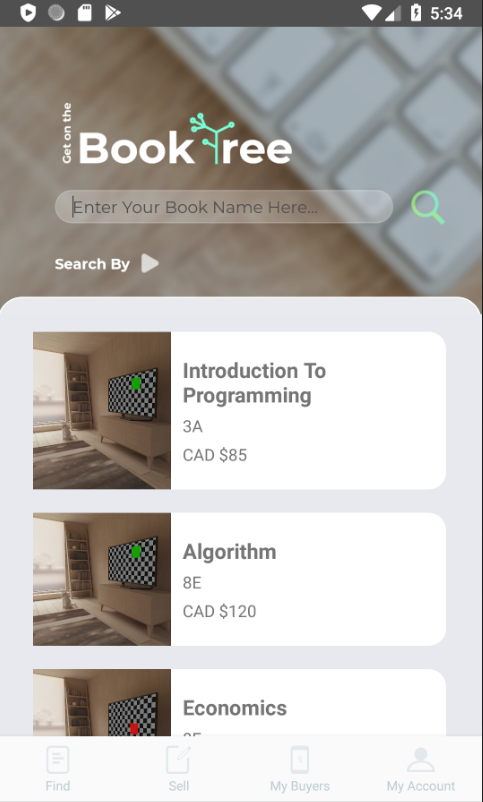 5:34
Get on the
BookTree
Enter Your Book Name Here...
Search By
Introduction To
Programming
3A
CAD $85
Algorithm
8E
CAD $120
Economics
Find
Sell
My Buyers
My Account